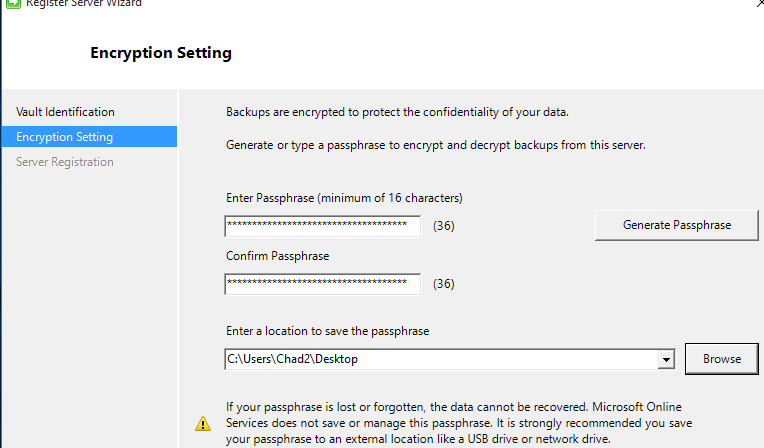 Register Server Wizard
Encryption Setting
Vault Identification
Encryption Setting
Server Registration
Backups are encrypted to protect the confidentiality of your data.
Generate or type a passphrase to encrypt and decrypt backups from this server.
Enter Passphrase (minimum of 16 characters)
************************************ (36)
Generate Passphrase
Confirm Passphrase
************************************ (36)
Enter a location to save the passphrase
C:\Users\Chad2\Desktop
Browse
If your passphrase is lost or forgotten, the data cannot be recovered. Microsoft Online
Services does not save or manage this passphrase. It is strongly recommended you save
your passphrase to an external location like a USB drive or network drive.